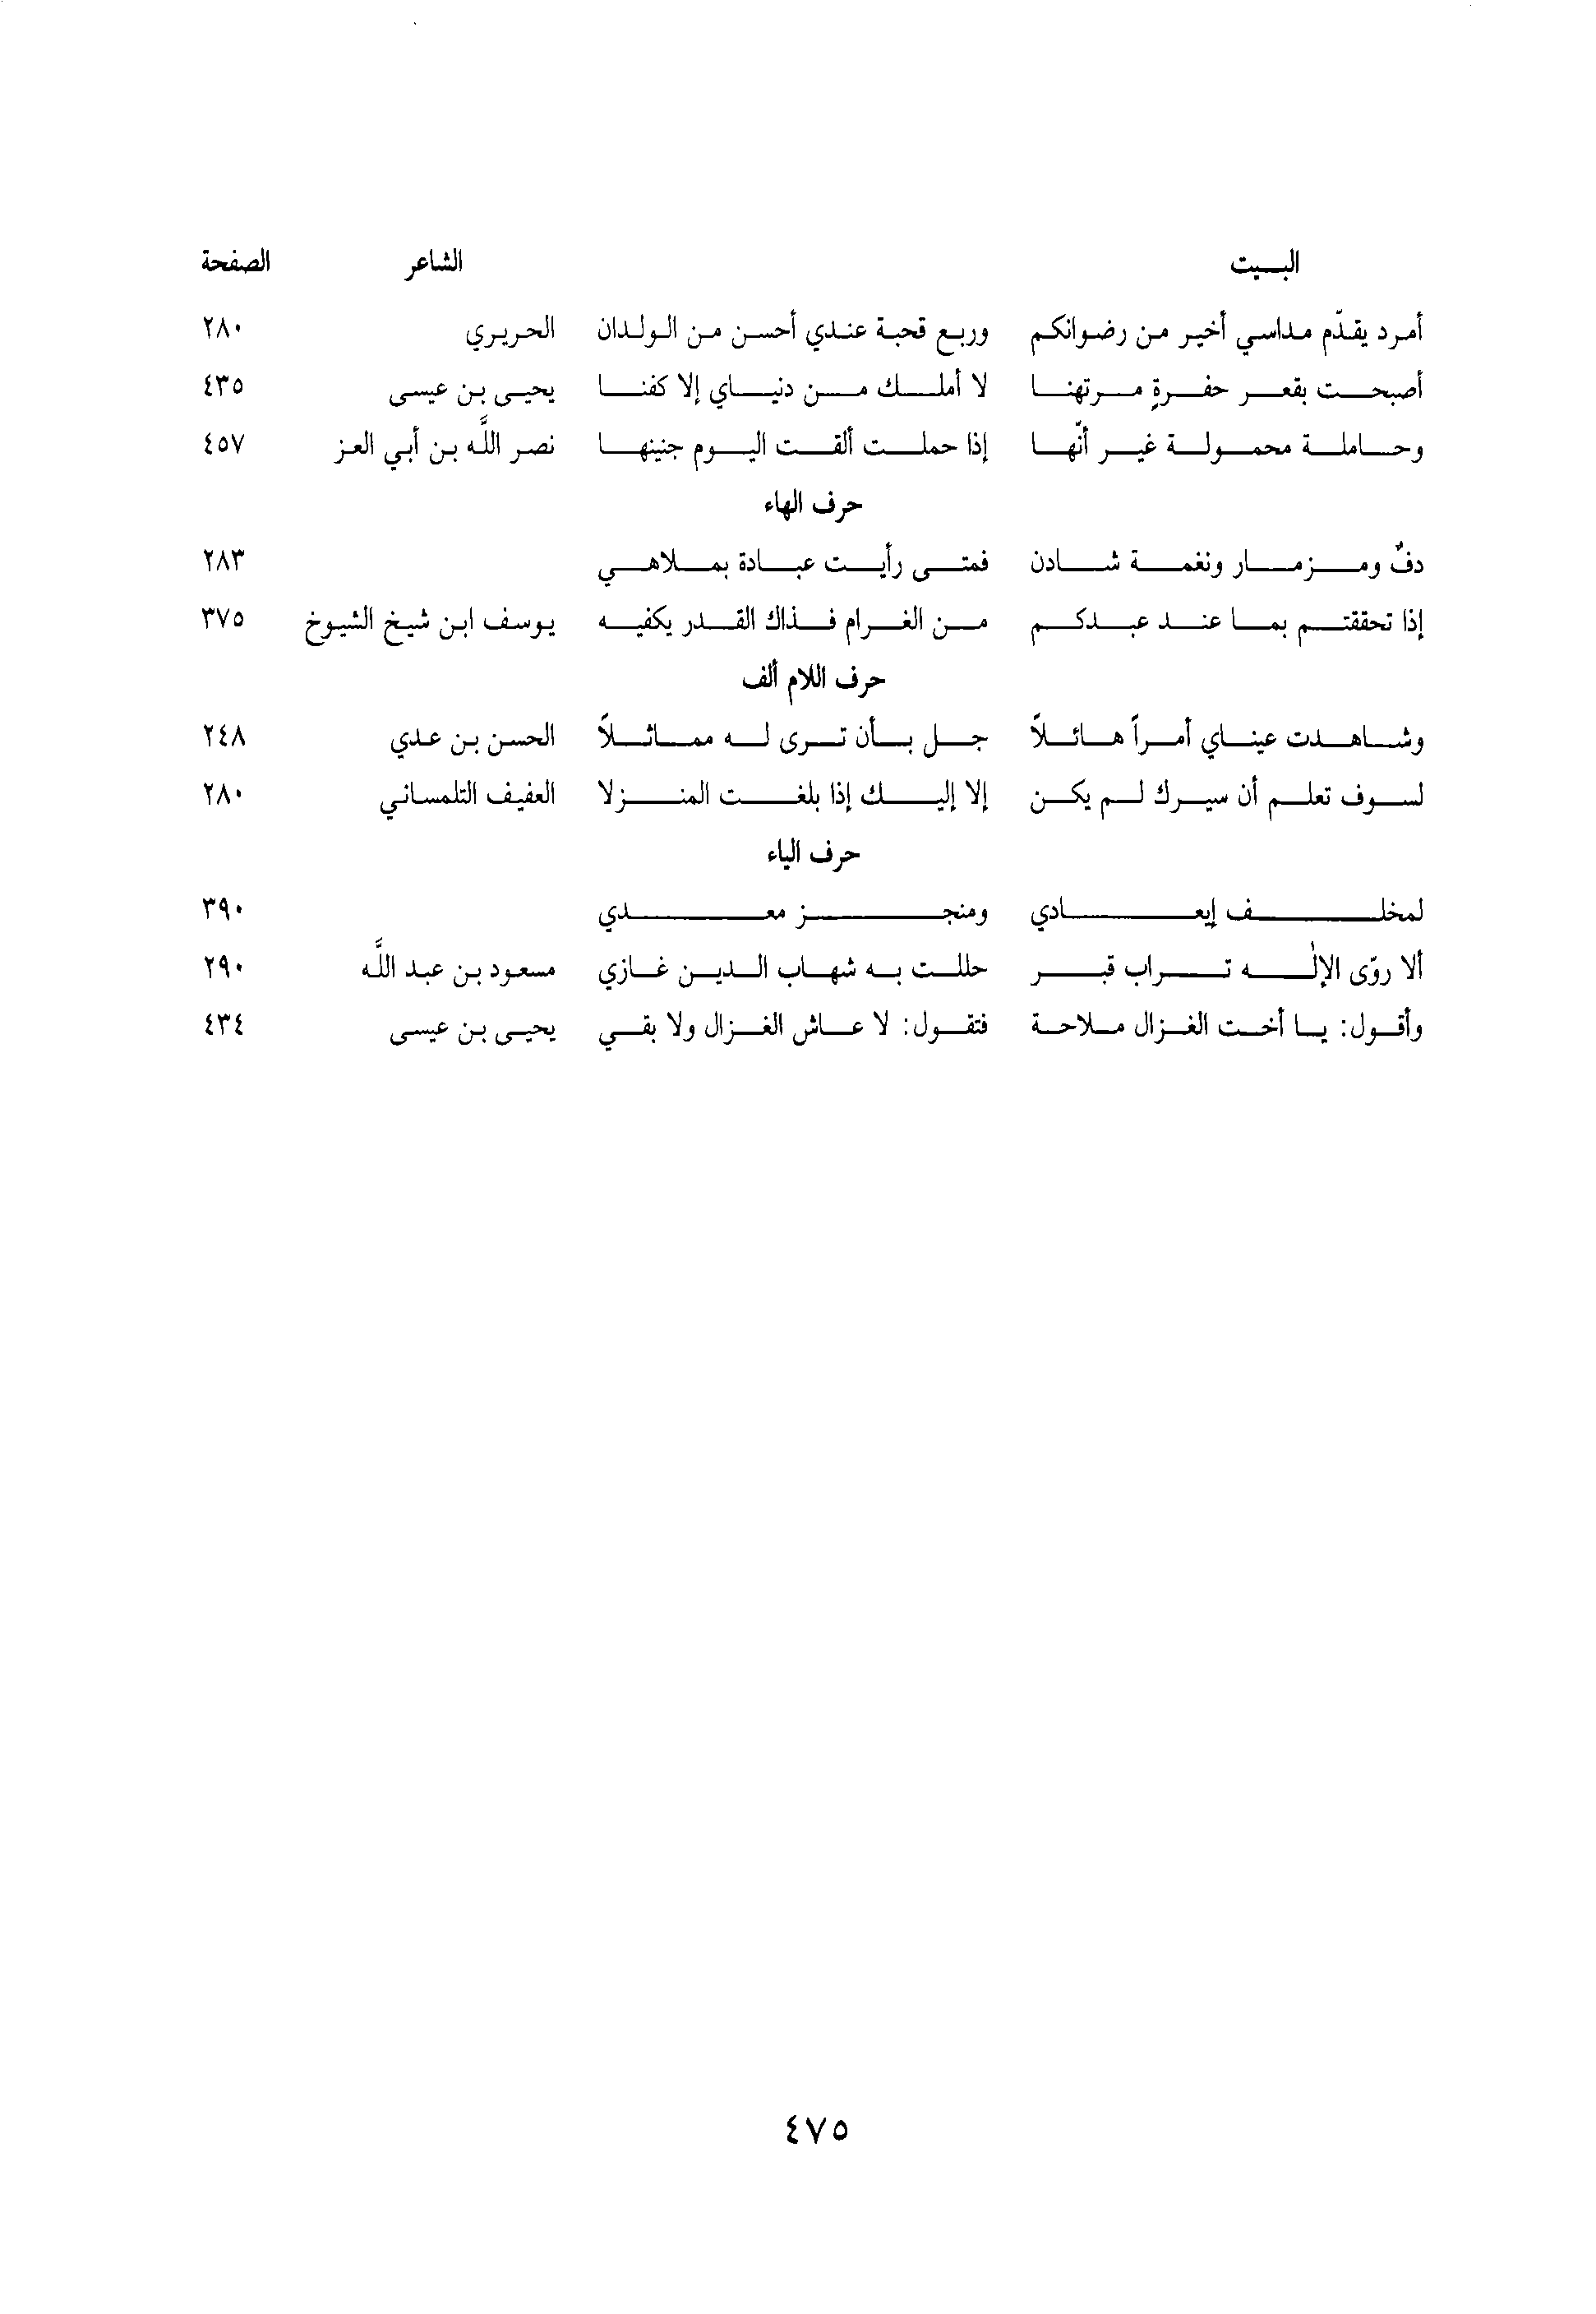 البيت الشاعر الصفحة
أمرد يقدّم مداسي أخير من رضوانكم وربع قحبة عندي أحسن من الولدان الحريري ٢٨٠
أصبحت بقعر حفرةٍ مرتهنا لا أملك من دنياي إلا كفنا يحيى بن عيسى ٤٣٥
وحاملة محمولة غير أنّها إذا حملت ألقت اليوم جنينها نصر اللَّه بن أبي العز ٤٥٧
حرف الهاء
دفٌ ومزمار ونغمة شادن فمتى رأيت عبادة بملاهي ٢٨٣
إذا تحققتم بما عند عبدكم من الغرام فذاك القدر يكفيه يوسف ابن شيخ الشيوخ ٣٧٥
حرف اللام ألف
وشاهدت عيناي أمراً هائلاً جل بأن ترى له مماثلاً الحسن بن عدي ٢٤٨
لسوف تعلم أن سيرك لم يكن إلا إليك إذا بلغت المنزلا العفيف التلمساني ٢٨٠
حرف الياء
لمخلف إيعادي ومنجز معدي ٣٩٠
ألا روّى الإلٰه تراب قبر حللت به شهاب الدين غازي مسعود بن عبد اللَّه ٢٩٠
وأقول: يا أخت الغزال ملاحة فتقول: لا عاش الغزال ولا بقي يحيى بن عيسى ٤٣٤
٤٧٥